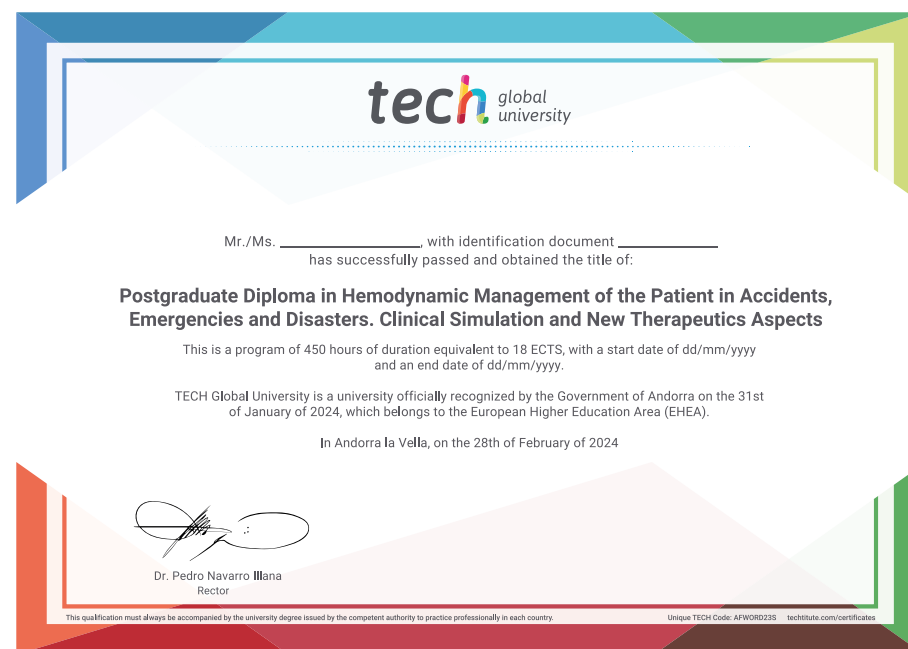 tech global university
Mr./Ms. ____________________, with identification document ______________
has successfully passed and obtained the title of:
Postgraduate Diploma in Hemodynamic Management of the Patient in Accidents,
Emergencies and Disasters. Clinical Simulation and New Therapeutics Aspects
This is a program of 450 hours of duration equivalent to 18 ECTS, with a start date of dd/mm/yyyy
and an end date of dd/mm/yyyy.
TECH Global University is a university officially recognized by the Government of Andorra on the 31st
of January of 2024, which belongs to the European Higher Education Area (EHEA).
In Andorra la Vella, on the 28th of February of 2024
Dr. Pedro Navarro Illana
Rector
This qualification must always be accompanied by the university degree issued by the competent authority to practice professionally in each country. Unique TECH Code: AFWORD23S techtitute.com/certificates